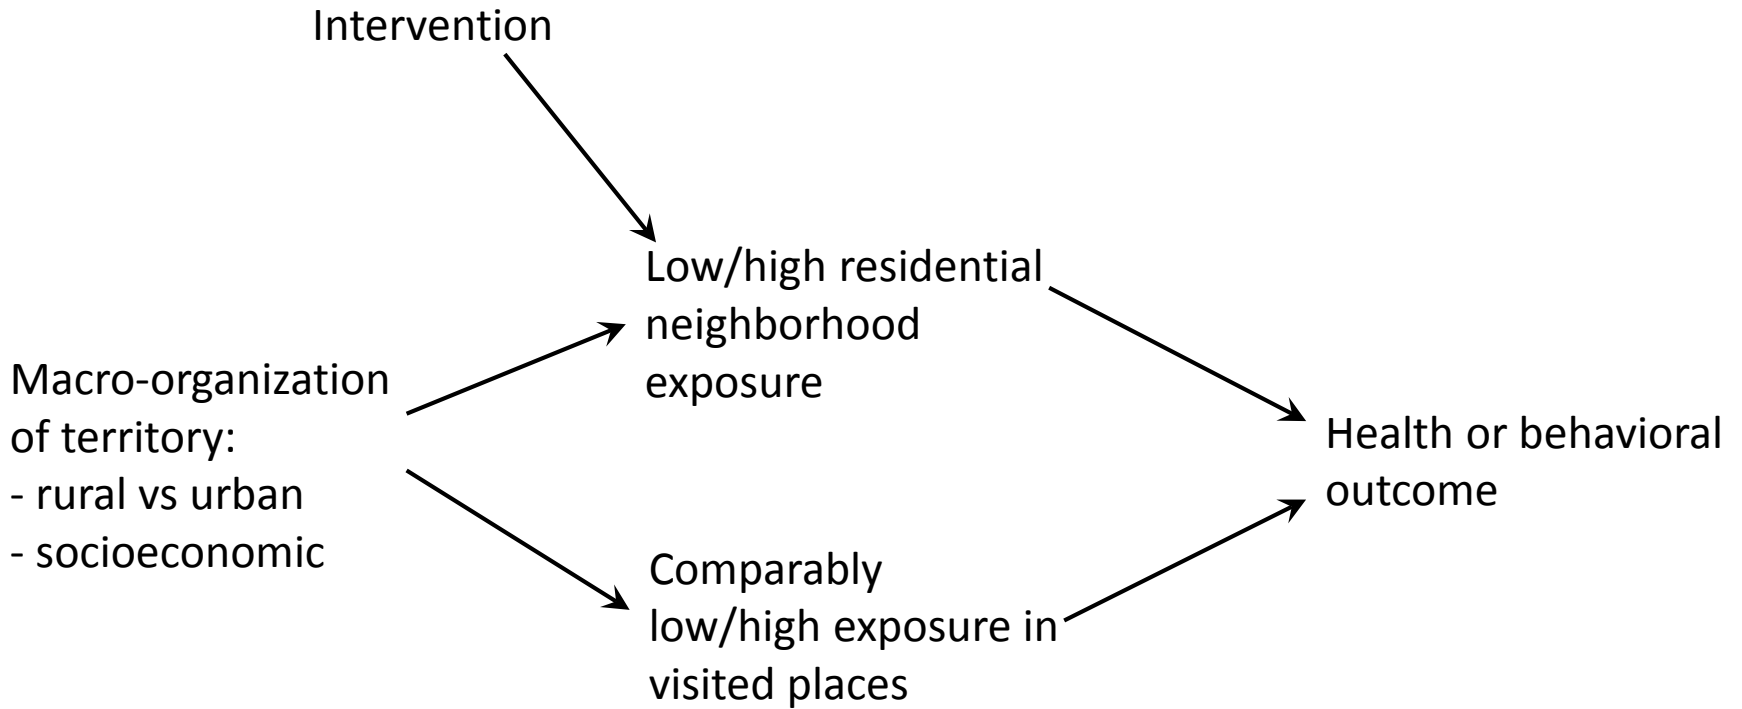 Intervention
Low/high residential
neighborhood
exposure
Macro-organization
of territory:
- rural vs urban
- socioeconomic
Health or behavioral
outcome
Comparably
low/high exposure in
visited places